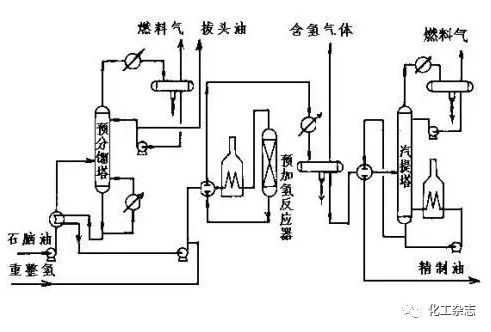 燃料气
拔头油
含氢气体
燃料气
预分馏塔
预加氢反应器
汽提塔
石脑油
重整氢
精制油
化工杂志